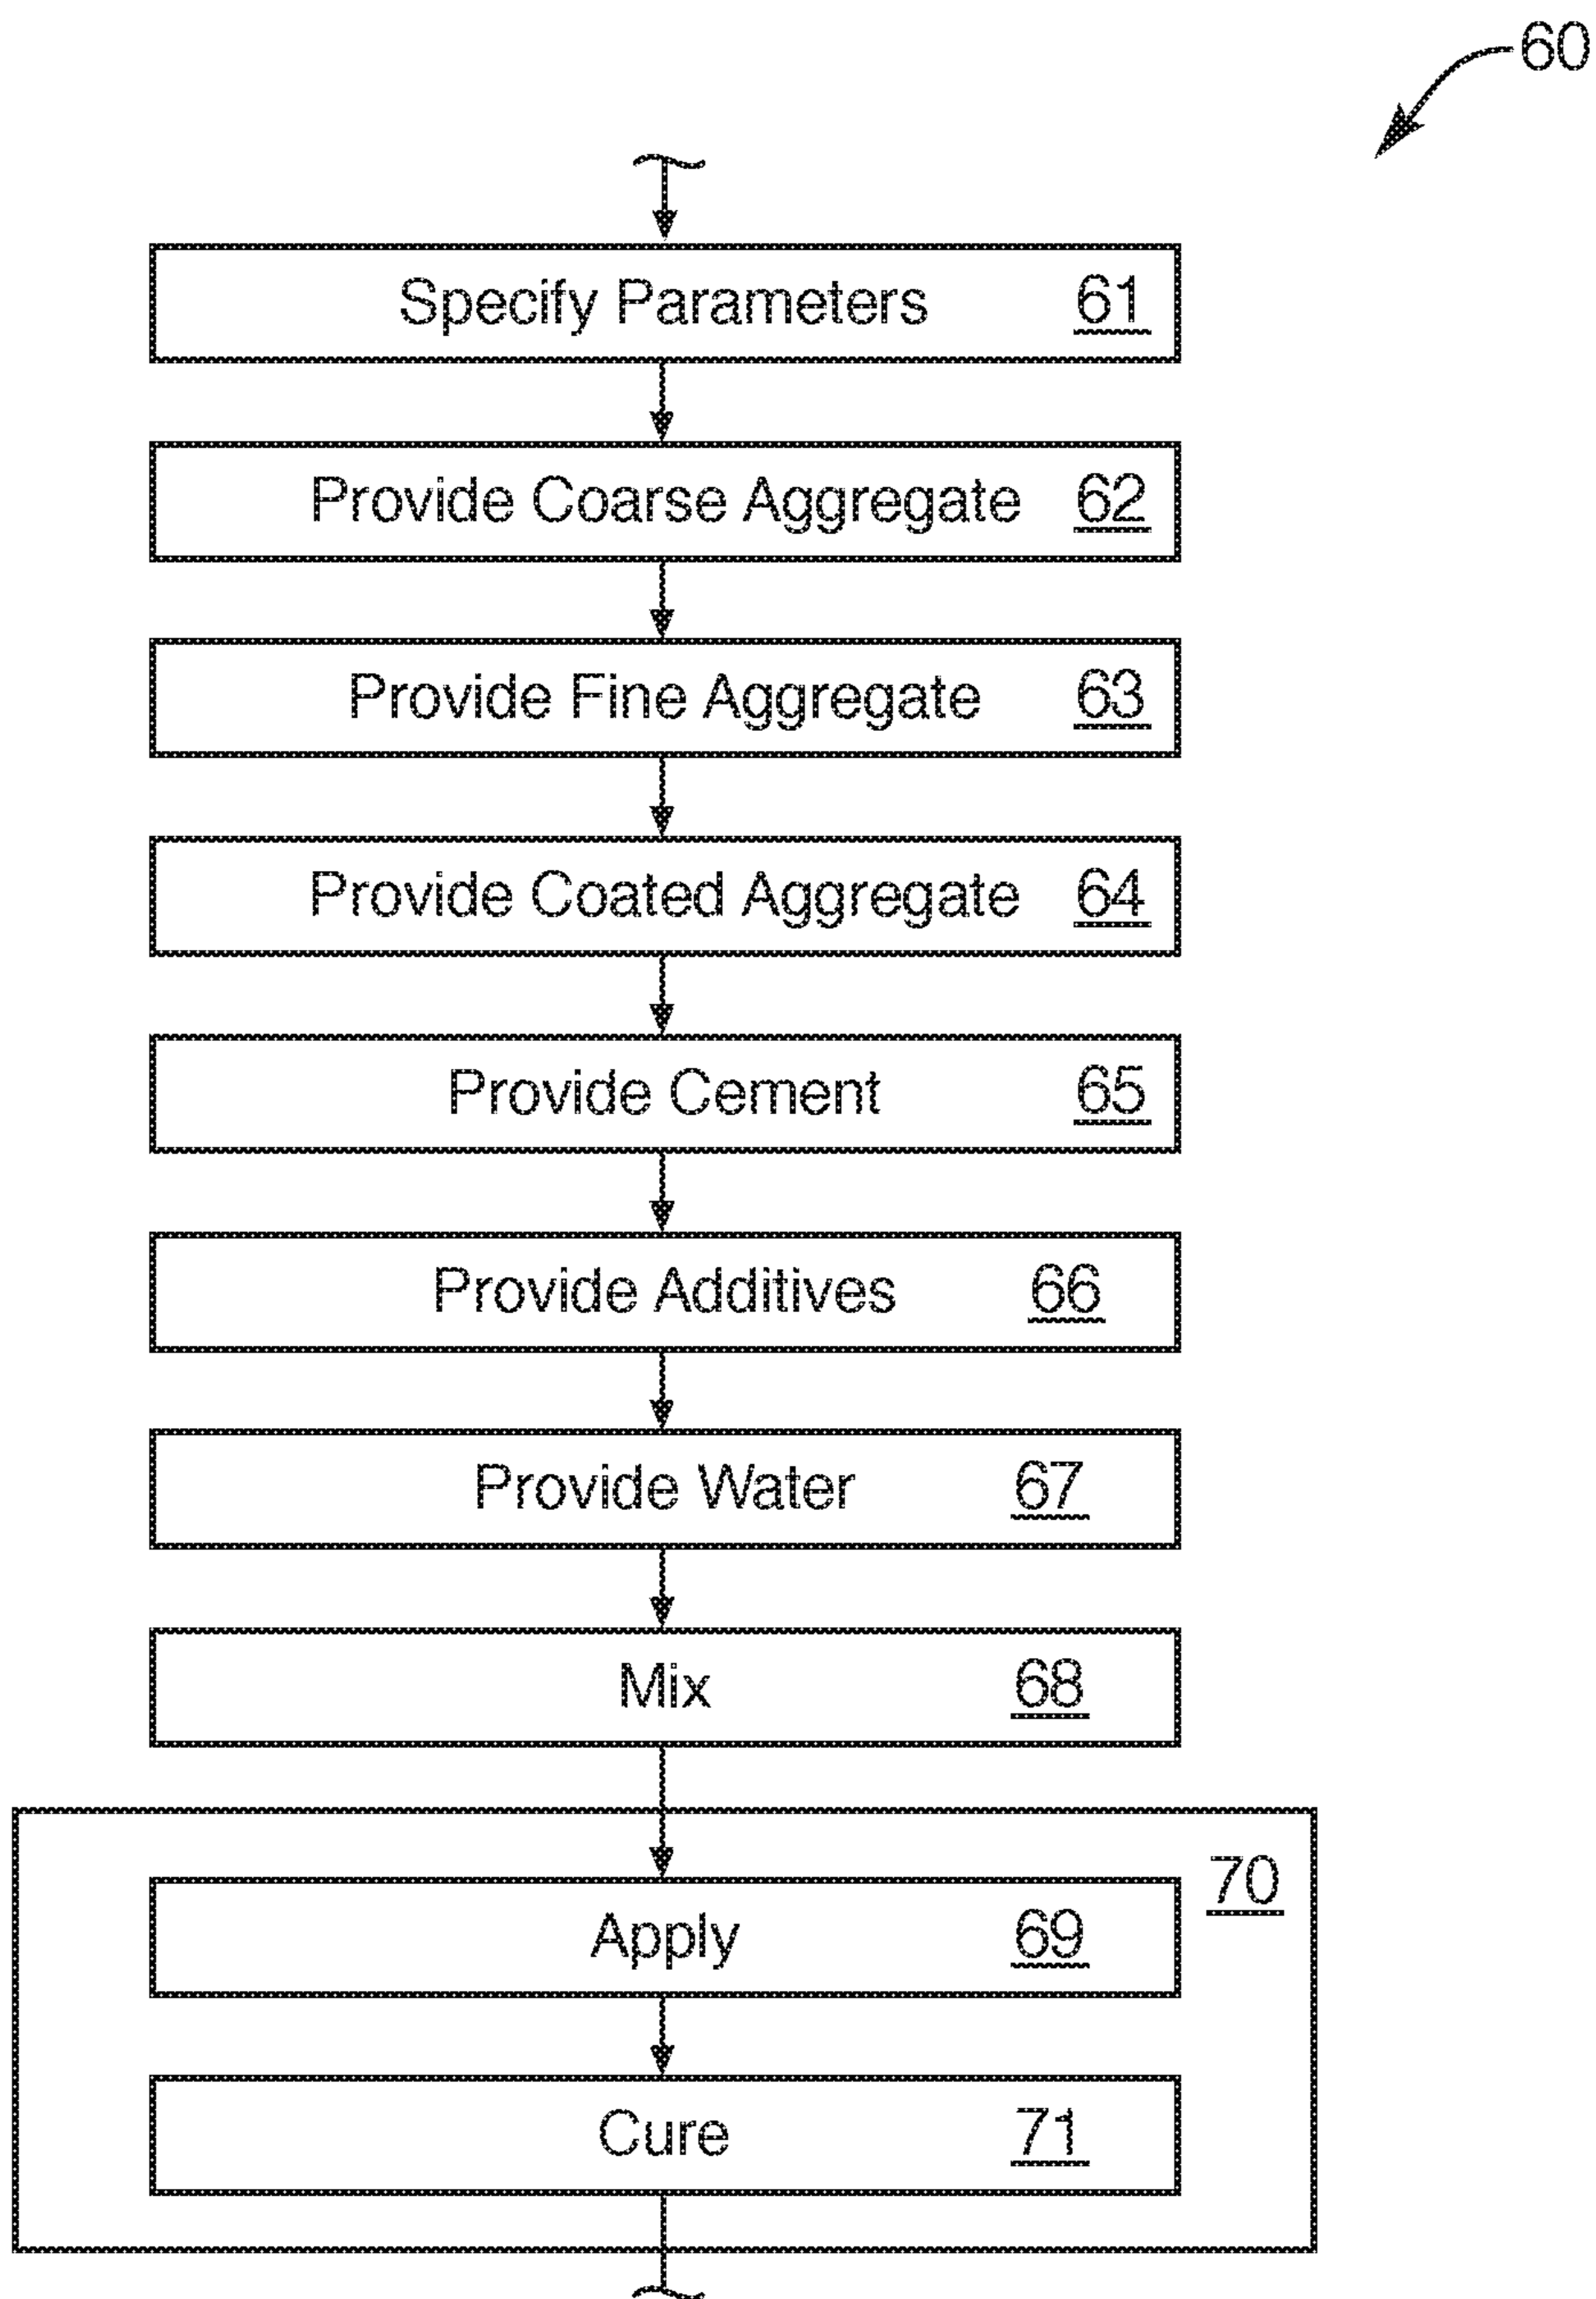 60
Specify Parameters 61
Provide Coarse Aggregate 62
Provide Fine Aggregate 63
Provide Coated Aggregate 64
Provide Cement 65
Provide Additives 66
Provide Water 67
Mix 68
70
Apply 69
Cure 71